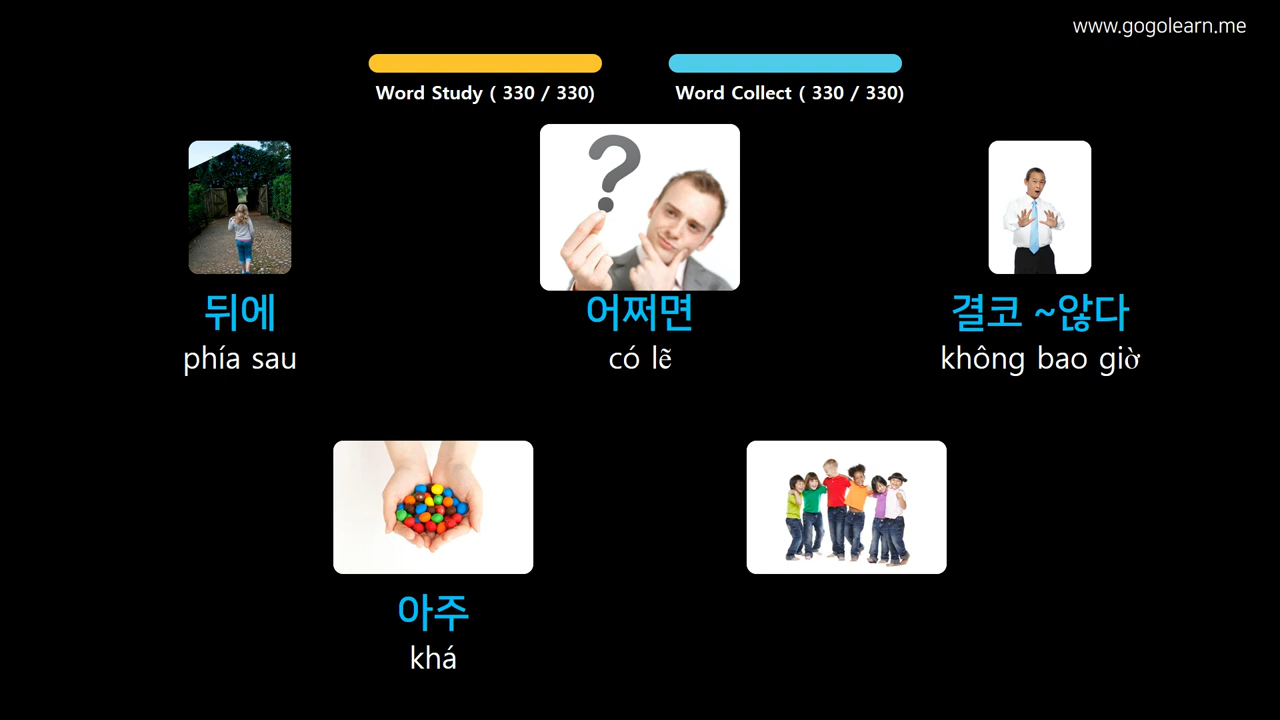 www.gogolearn.me
Word Study ( 330 / 330)
Word Collect ( 330 / 330)
뒤에
phía sau
어쩌면
có lẽ
결코 ~않다
không bao giờ
아주
khá